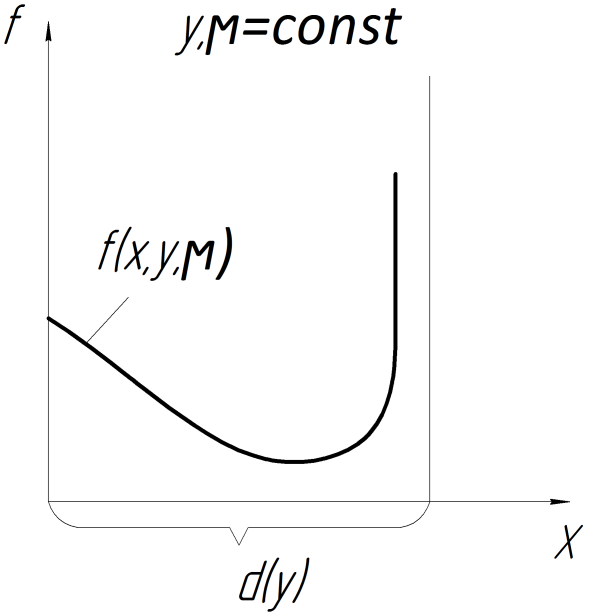 f
y,μ=const
f(x,y,μ)
X
d(y)